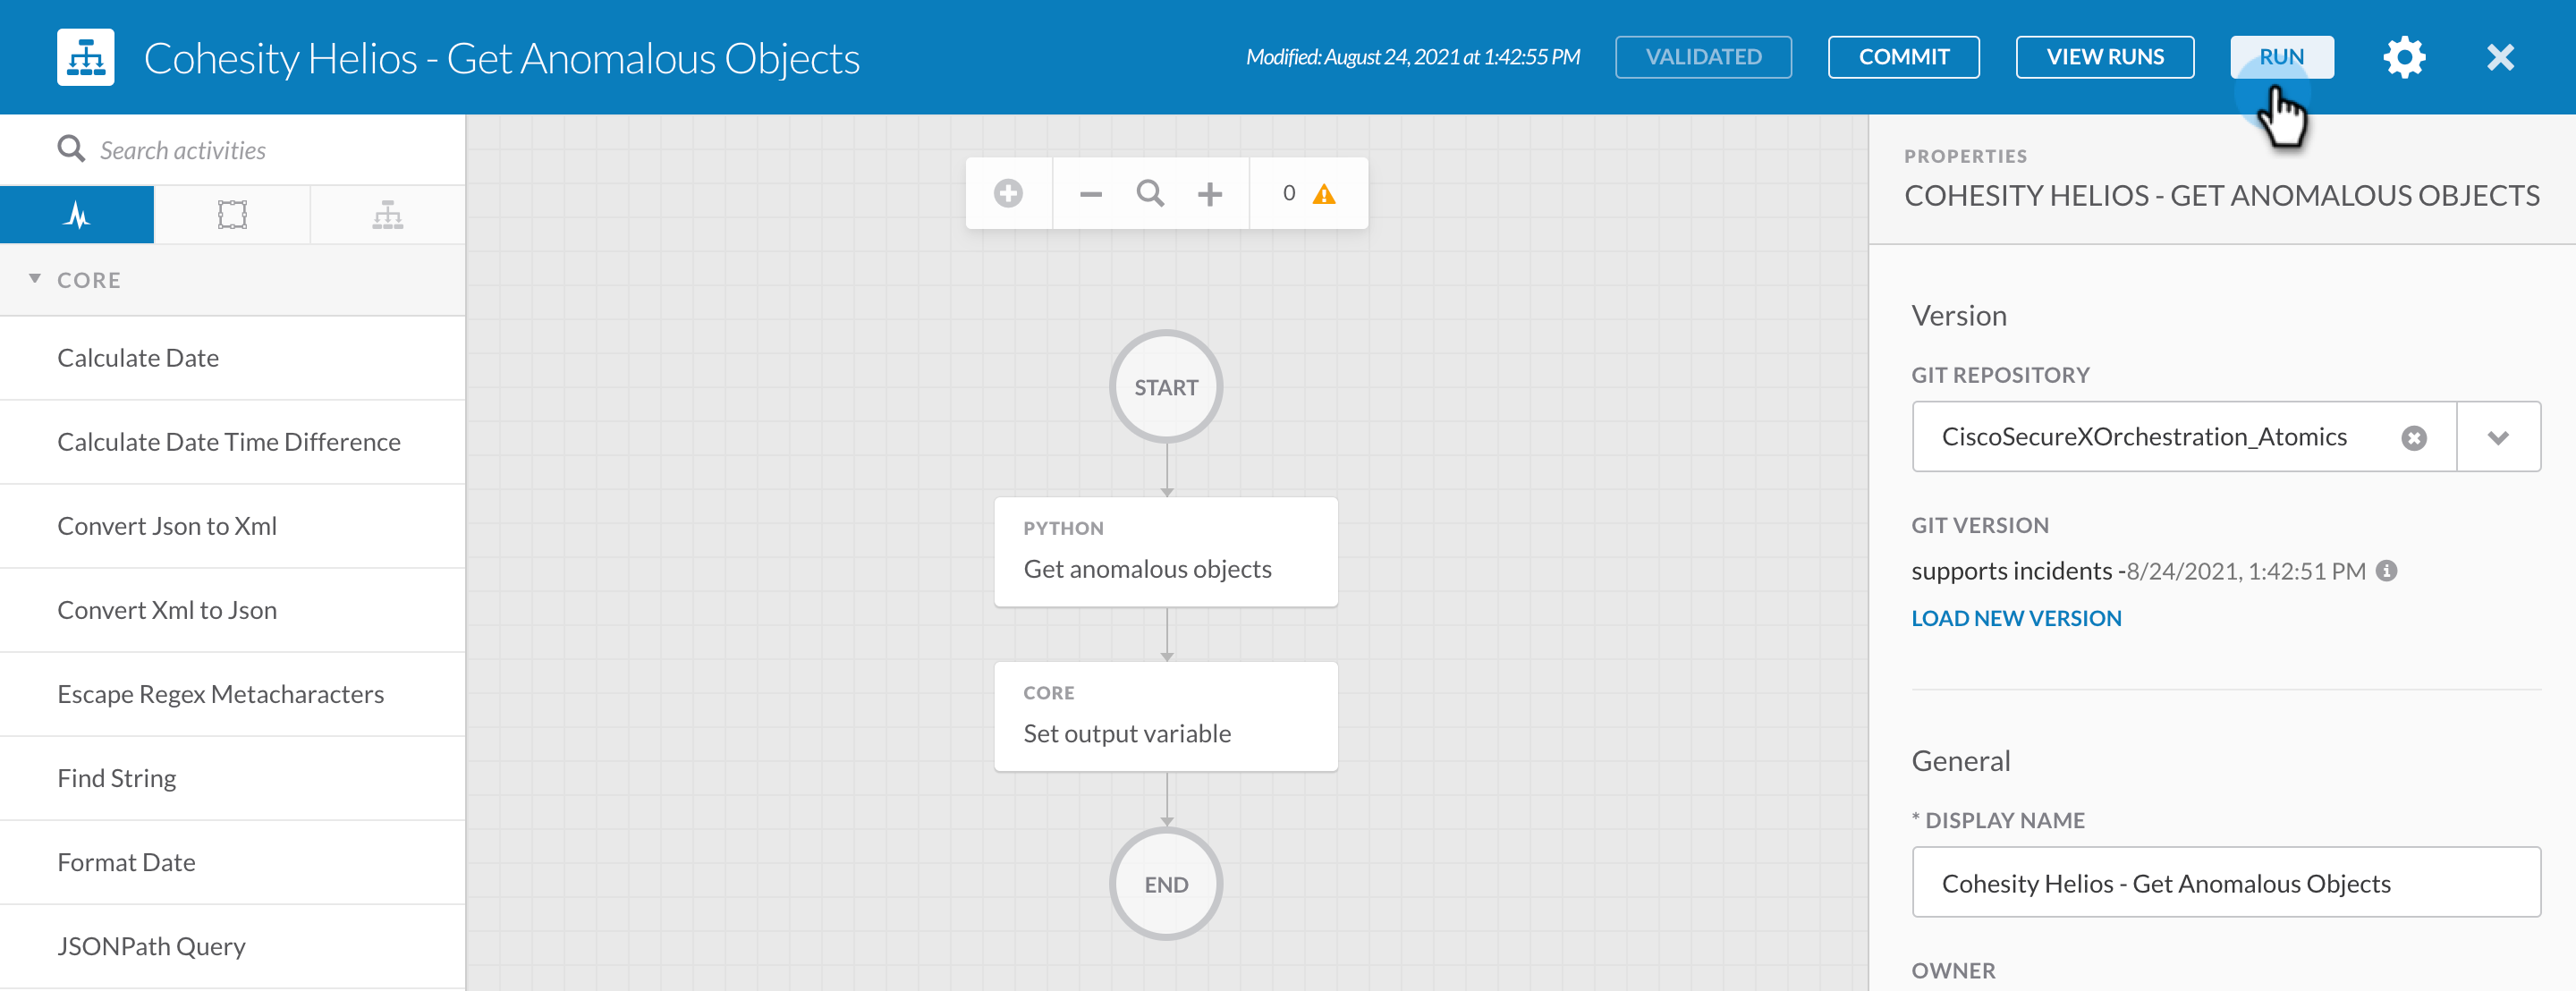 Cohesity Helios - Get Anomalous Objects
Modified: August 24, 2021 at 1:42:55 PM
VALIDATED
COMMIT
VIEW RUNS
RUN
Search activities
CORE
Calculate Date
Calculate Date Time Difference
Convert Json to Xml
Convert Xml to Json
Escape Regex Metacharacters
Find String
Format Date
JSONPath Query
0
START
PYTHON
Get anomalous objects
CORE
Set output variable
END
PROPERTIES
COHESITY HELIOS - GET ANOMALOUS OBJECTS
Version
GIT REPOSITORY
CiscoSecureXOrchestration_Atomics
GIT VERSION
supports incidents -8/24/2021, 1:42:51 PM
LOAD NEW VERSION
General
* DISPLAY NAME
Cohesity Helios - Get Anomalous Objects
OWNER